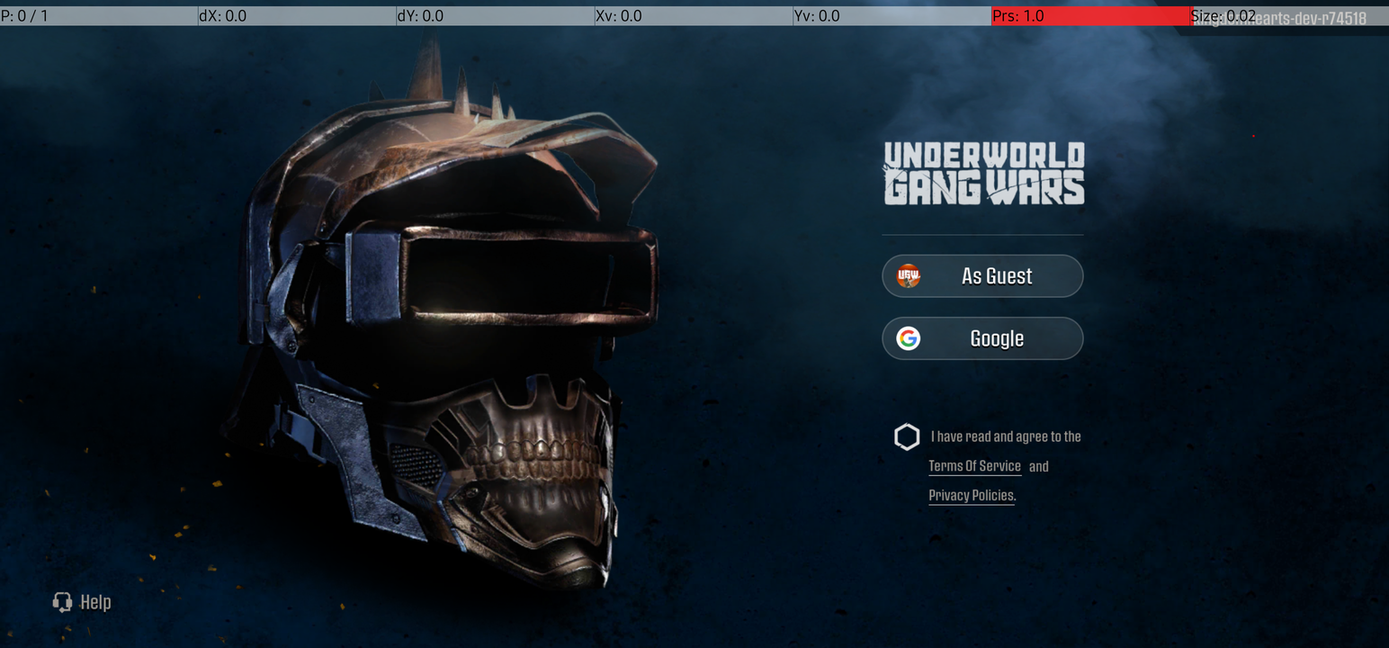 P: 0 / 1 dX: 0.0 dY: 0.0 Xv: 0.0 Yv: 0.0 Prs: 1.0 Size: 0.02
earts-dev-r74518
UNDERWORLD
GANG WARS
UGW
As Guest
G Google
I have read and agree to the
Terms Of Service and
Privacy Policies.
Help